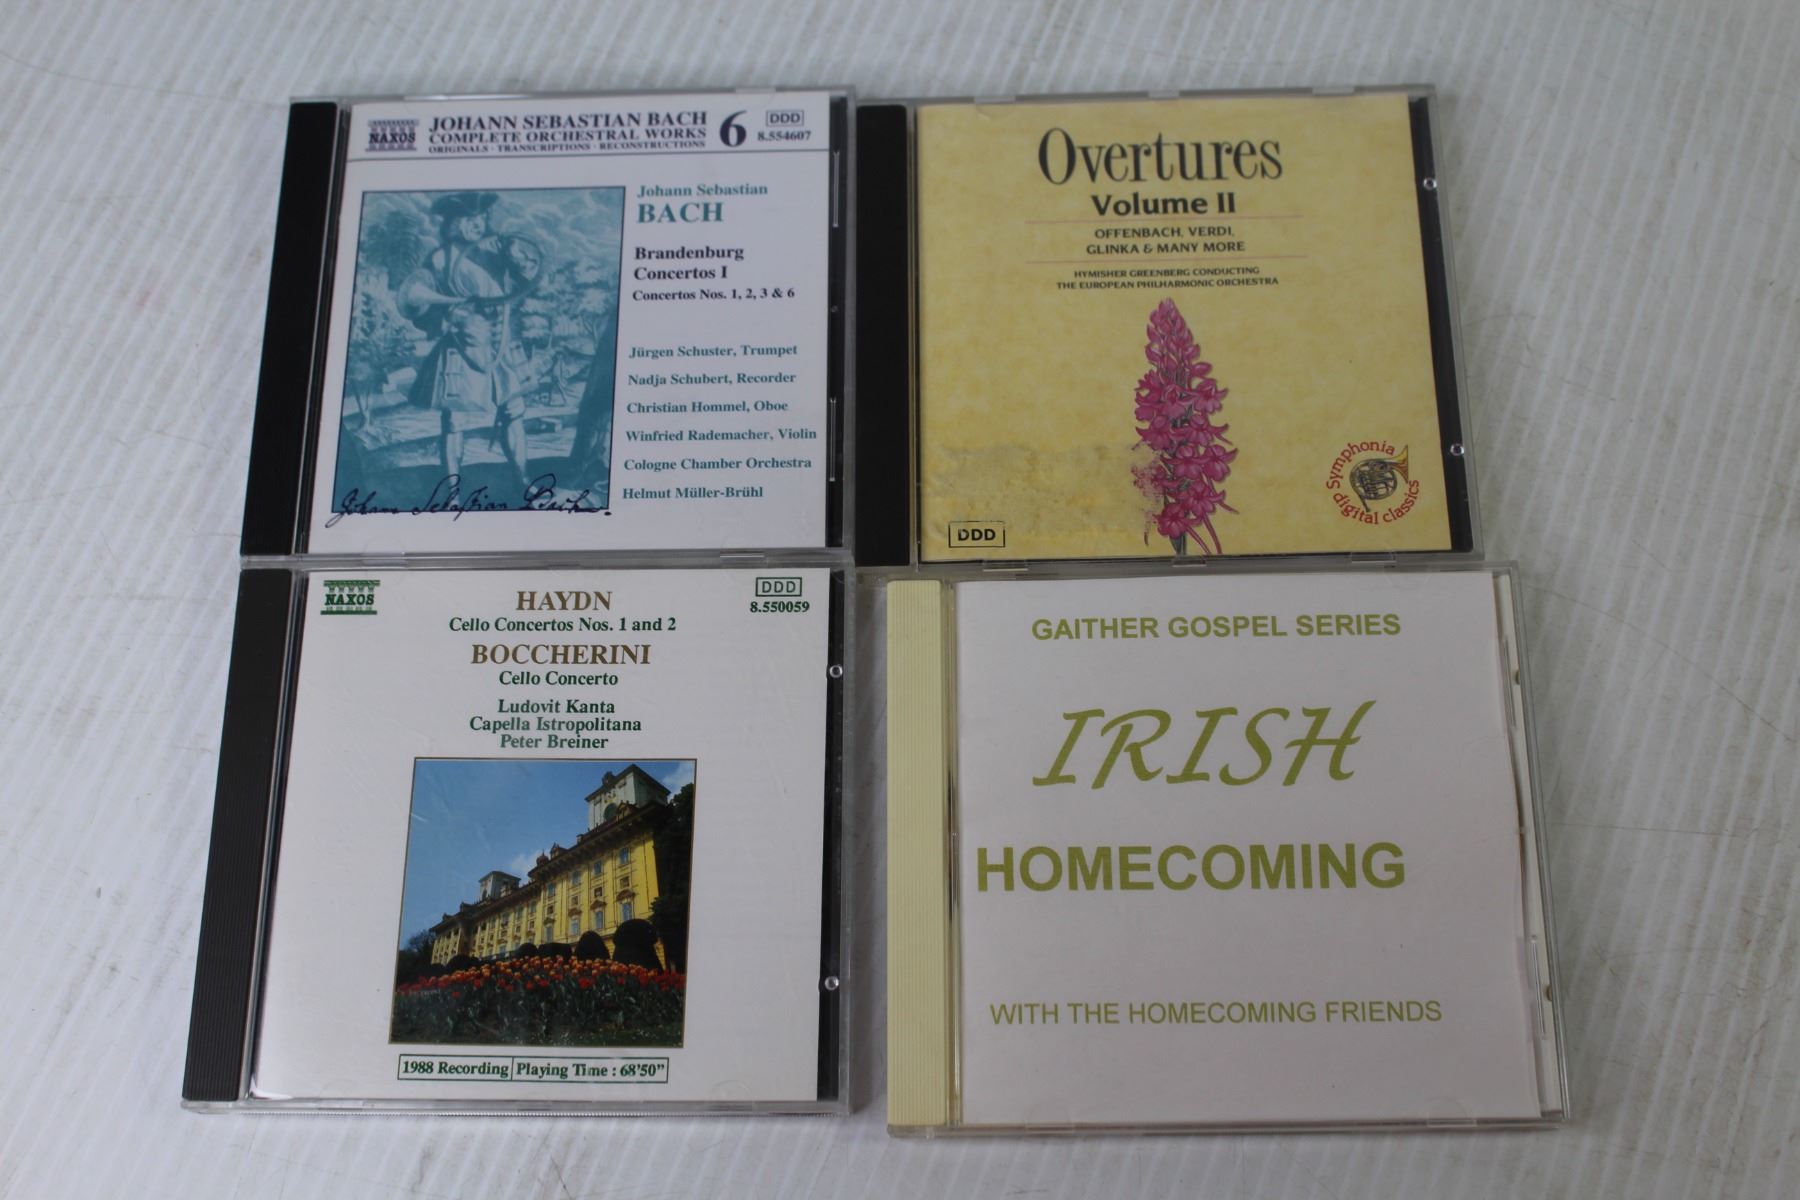 NAXOS
JOHANN SEBASTIAN BACH
COMPLETE ORCHESTRAL WORKS
ORIGINALS · TRANSCRIPTIONS · RECONSTRUCTIONS
6
DDD
8.554607
Johann Sebastian
BACH
Brandenburg
Concertos I
Concertos Nos. 1, 2, 3 & 6
Jürgen Schuster, Trumpet
Nadja Schubert, Recorder
Christian Hommel, Oboe
Winfried Rademacher, Violin
Cologne Chamber Orchestra
Helmut Müller-Brühl
Johann Sebastian Bach.
Overtures
Volume II
OFFENBACH, VERDI,
GLINKA & MANY MORE
HYMISHER GREENBERG CONDUCTING
THE EUROPEAN PHILHARMONIC ORCHESTRA
Symphonia
digital classics
DDD
NAXOS
DDD
8.550059
HAYDN
Cello Concertos Nos. 1 and 2
BOCCHERINI
Cello Concerto
Ludovit Kanta
Capella Istropolitana
Peter Breiner
1988 Recording Playing Time : 68'50"
GAITHER GOSPEL SERIES
IRISH
HOMECOMING
WITH THE HOMECOMING FRIENDS